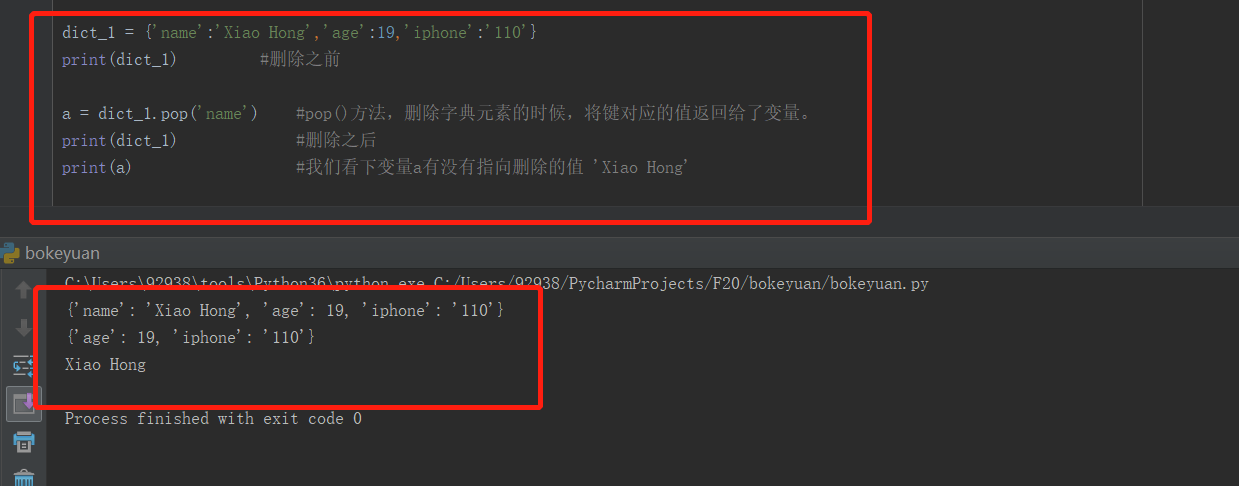 dict_1 = {'name':'Xiao Hong','age':19,'iphone':'110'}
print(dict_1) #删除之前
a = dict_1.pop('name') #pop()方法，删除字典元素的时候，将键对应的值返回给了变量。
print(dict_1) #删除之后
print(a) #我们看下变量a有没有指向删除的值 'Xiao Hong'
bokeyuan
C:\Users\92938\tools\Python36\python.exe C:/Users/92938/PycharmProjects/F20/bokeyuan/bokeyuan.py
{'name': 'Xiao Hong', 'age': 19, 'iphone': '110'}
{'age': 19, 'iphone': '110'}
Xiao Hong
Process finished with exit code 0